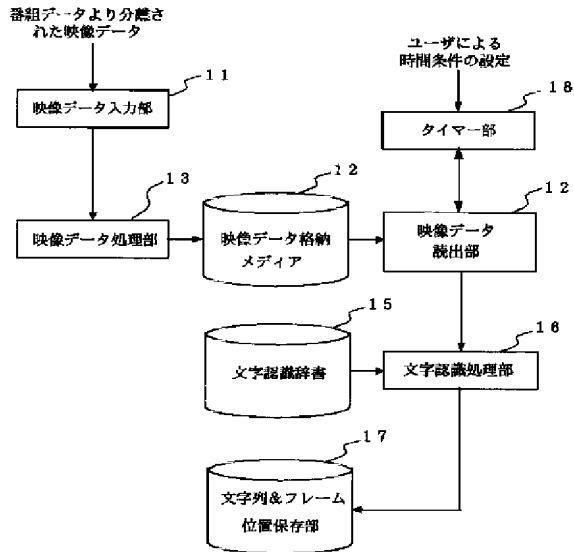 番組データより分離さ
れた映像データ
11
映像データ入力部
ユーザによる
時間条件の設定
18
タイマー部
13
映像データ処理部
12
映像データ格納
メディア
12
映像データ
読出部
15
文字認識辞書
16
文字認識処理部
17
文字列&フレーム
位置保存部